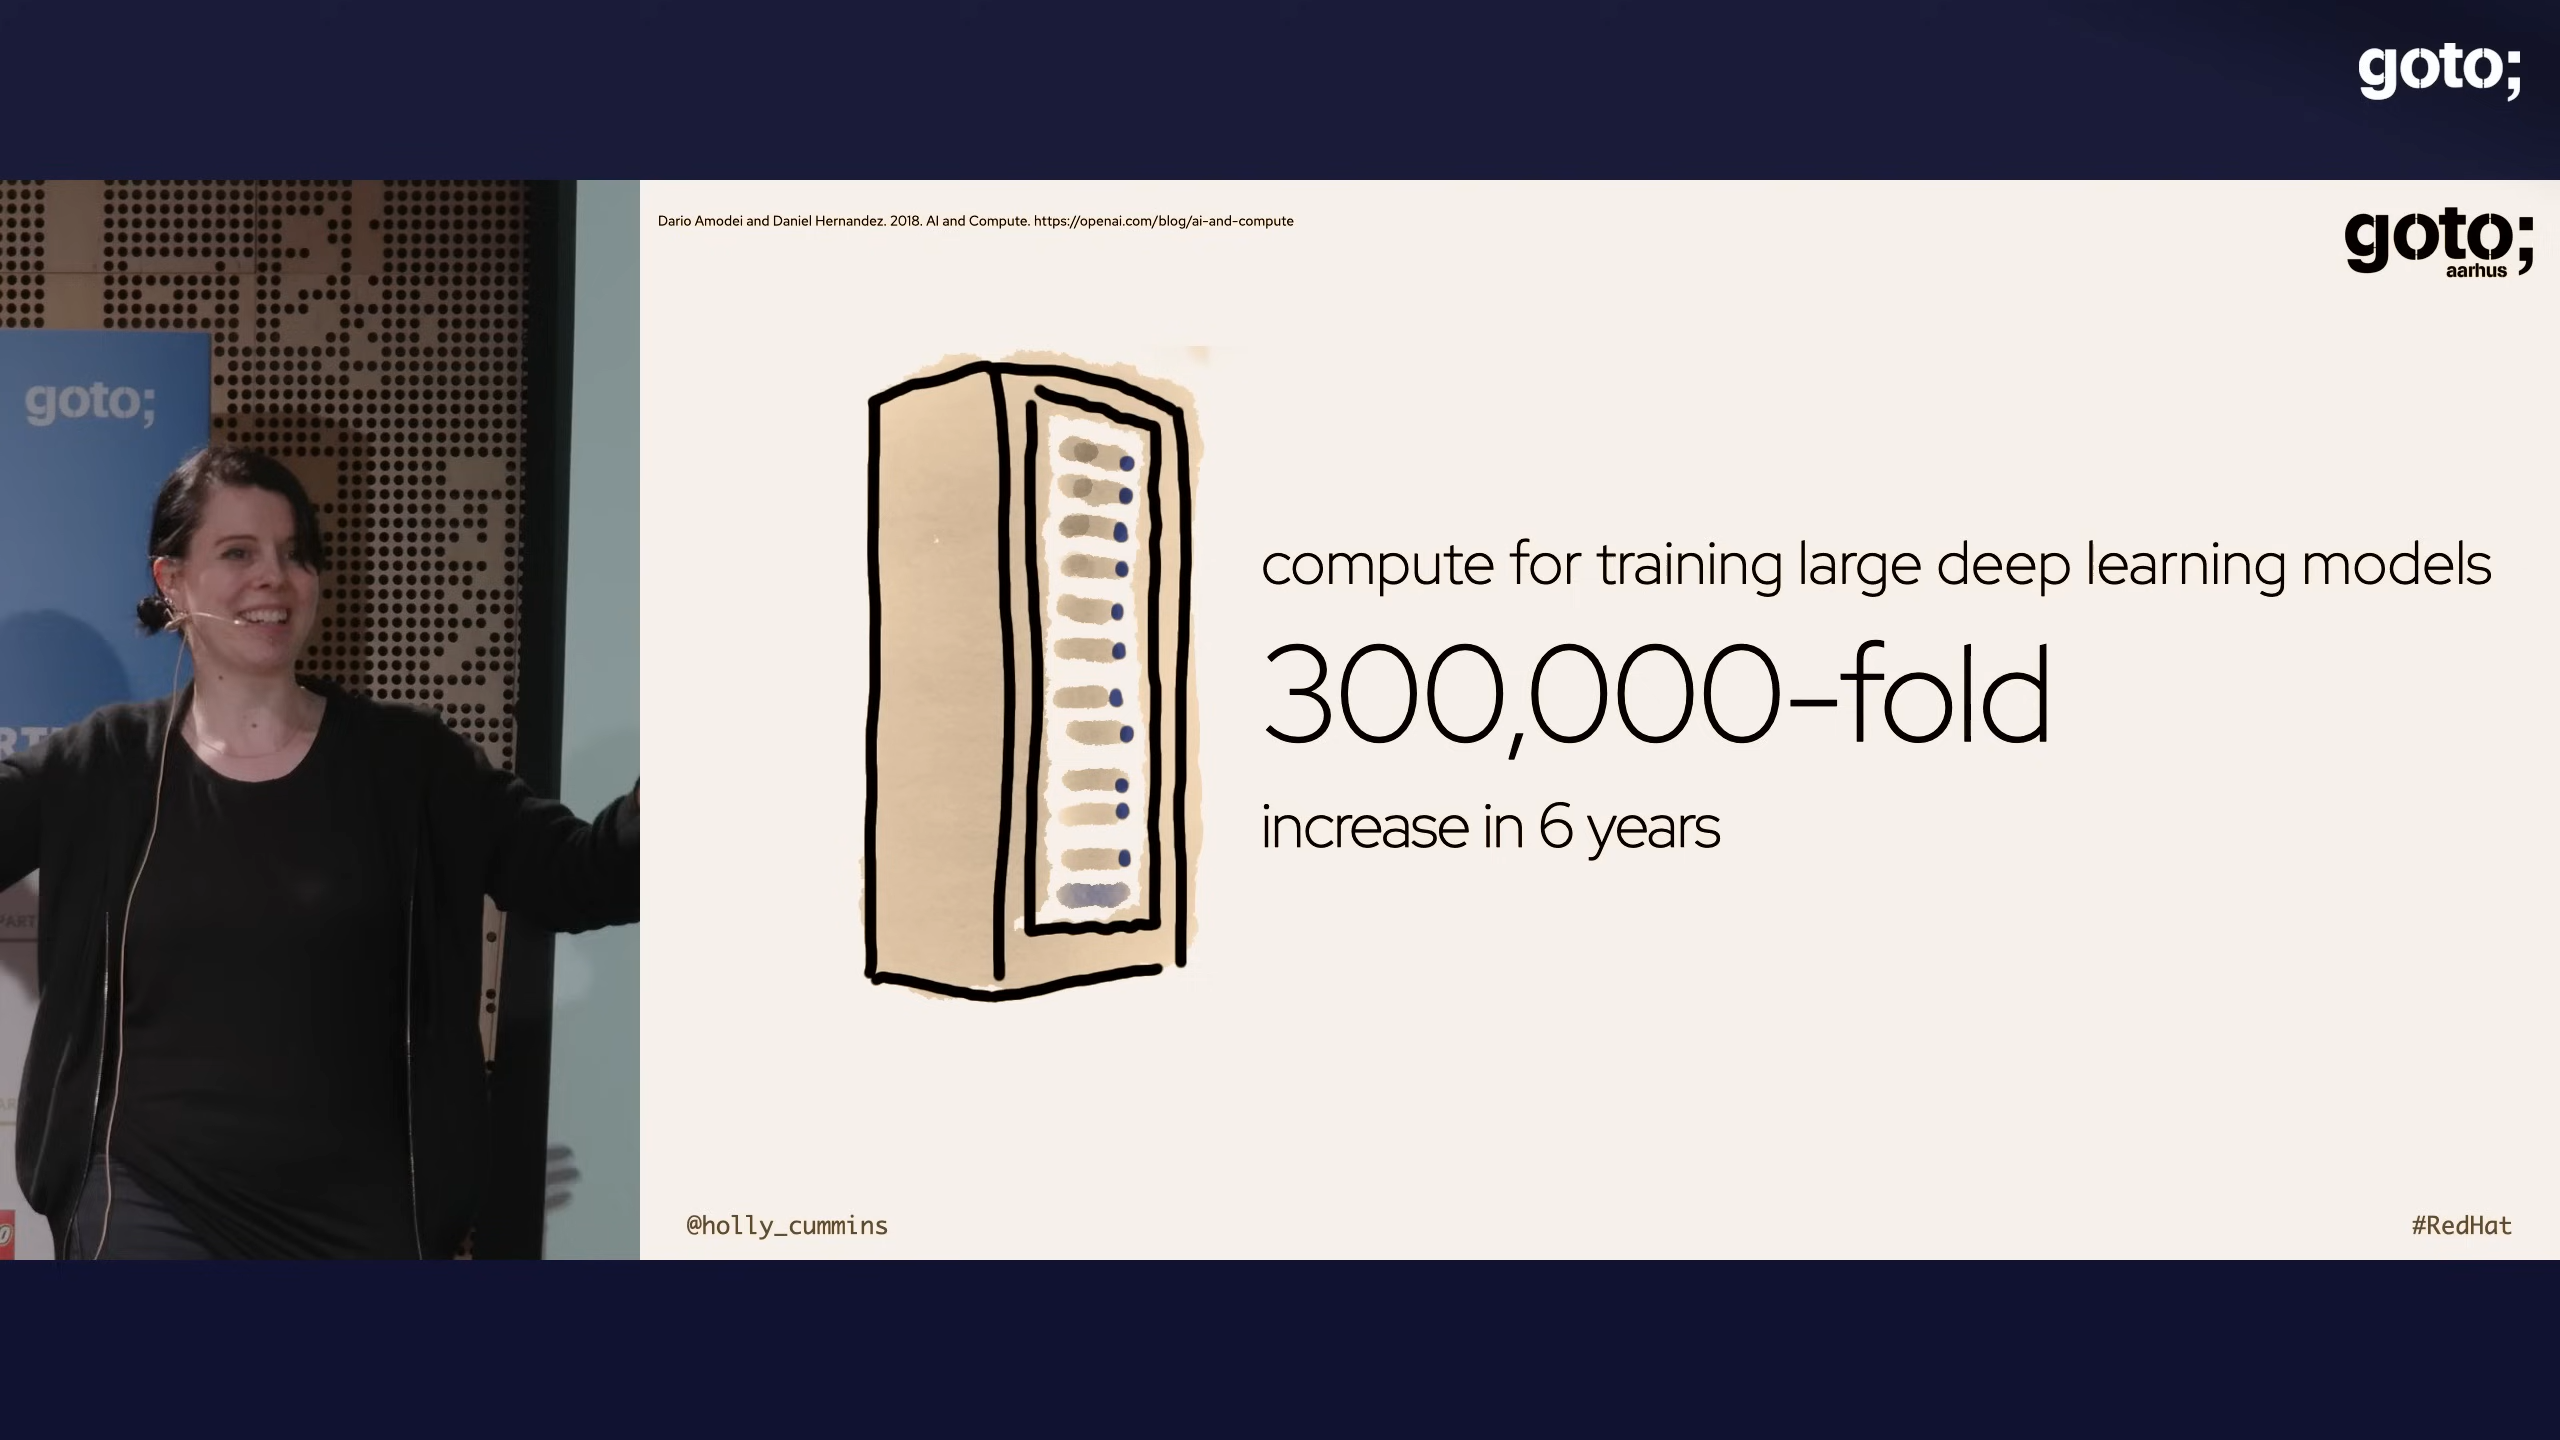 goto;
Dario Amodei and Daniel Hernandez. 2018. AI and Compute. https://openai.com/blog/ai-and-compute
goto;
aarhus
goto;
compute for training large deep learning models
300,000-fold
increase in 6 years
@holly_cummins
#RedHat